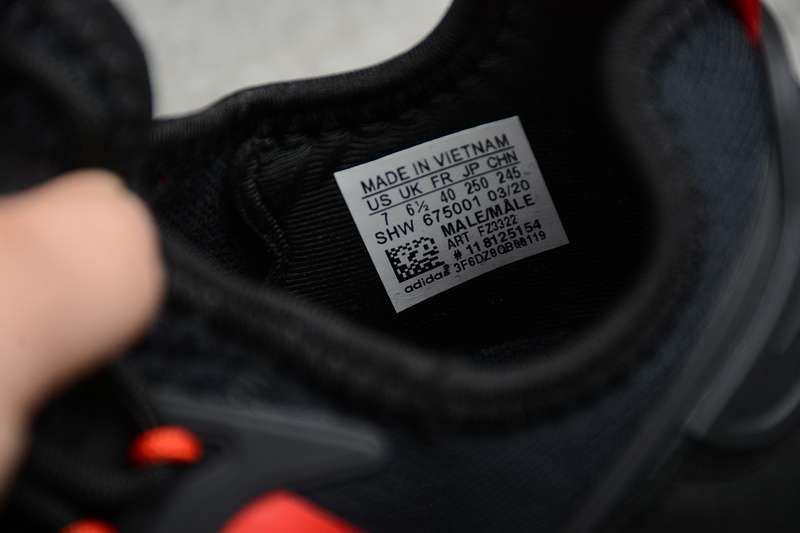 MADE IN VIETNAM
US UK FR JP CHN
7 6½ 40 250 245
SHW 675001 03/20
MALE/MÂLE
ART FZ3322
# 118125154
3F6DZ8QB98119
adidas